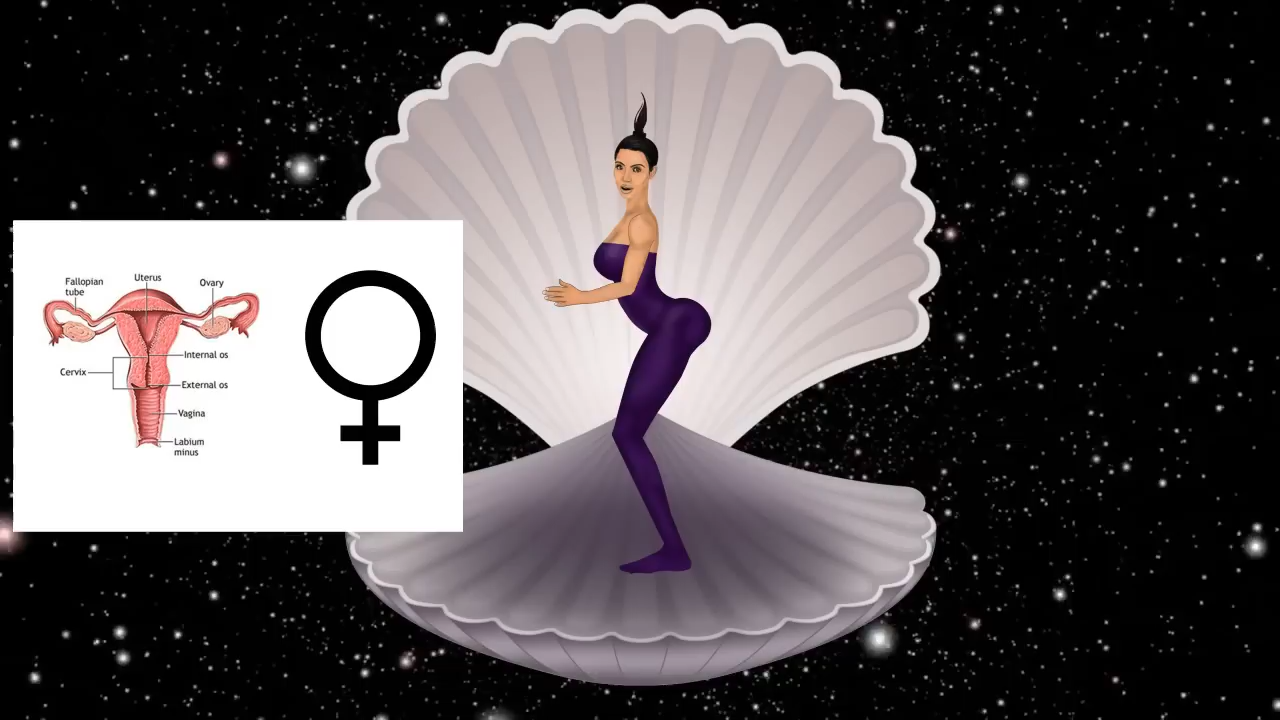 Fallopian
tube
Uterus
Ovary
Internal os
Cervix
External os
Vagina
Labium
minus